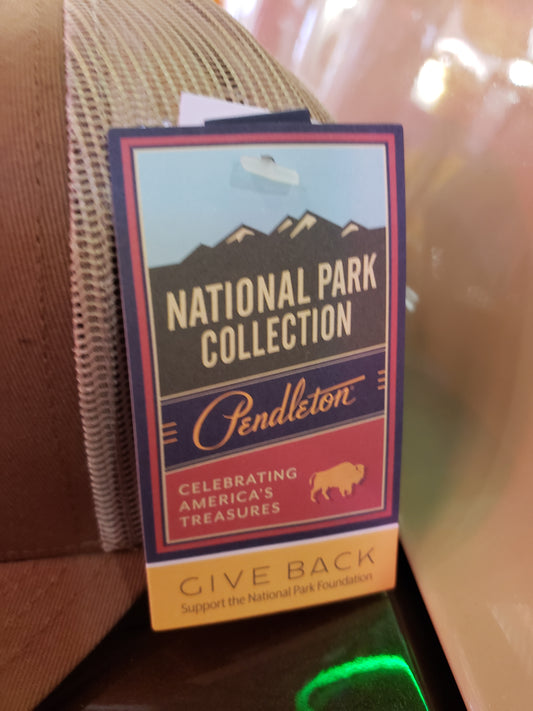 NATIONAL PARK
COLLECTION
Pendleton®
CELEBRATING
AMERICA'S
TREASURES
GIVE BACK
Support the National Park Foundation